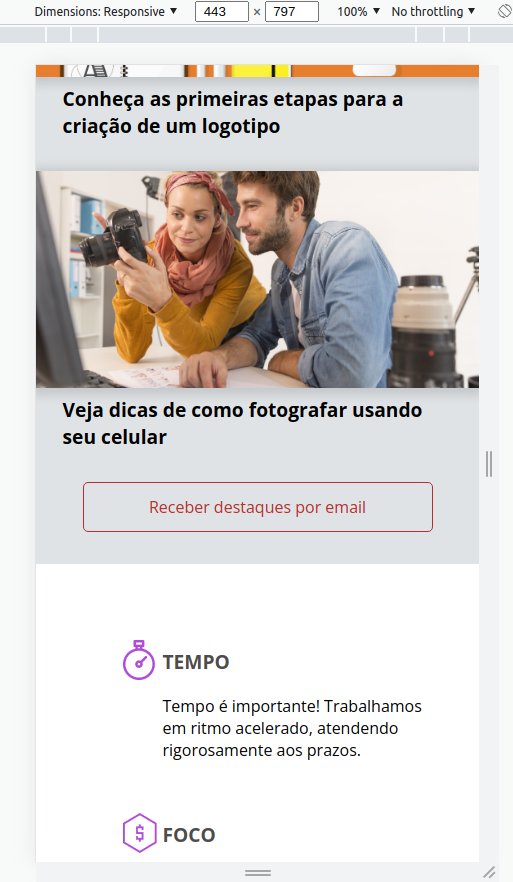 Dimensions: Responsive ▼ 443 × 797 100% ▼ No throttling ▼
Conheça as primeiras etapas para a
criação de um logotipo
Veja dicas de como fotografar usando
seu celular
Receber destaques por email
TEMPO
Tempo é importante! Trabalhamos
em ritmo acelerado, atendendo
rigorosamente aos prazos.
$
FOCO